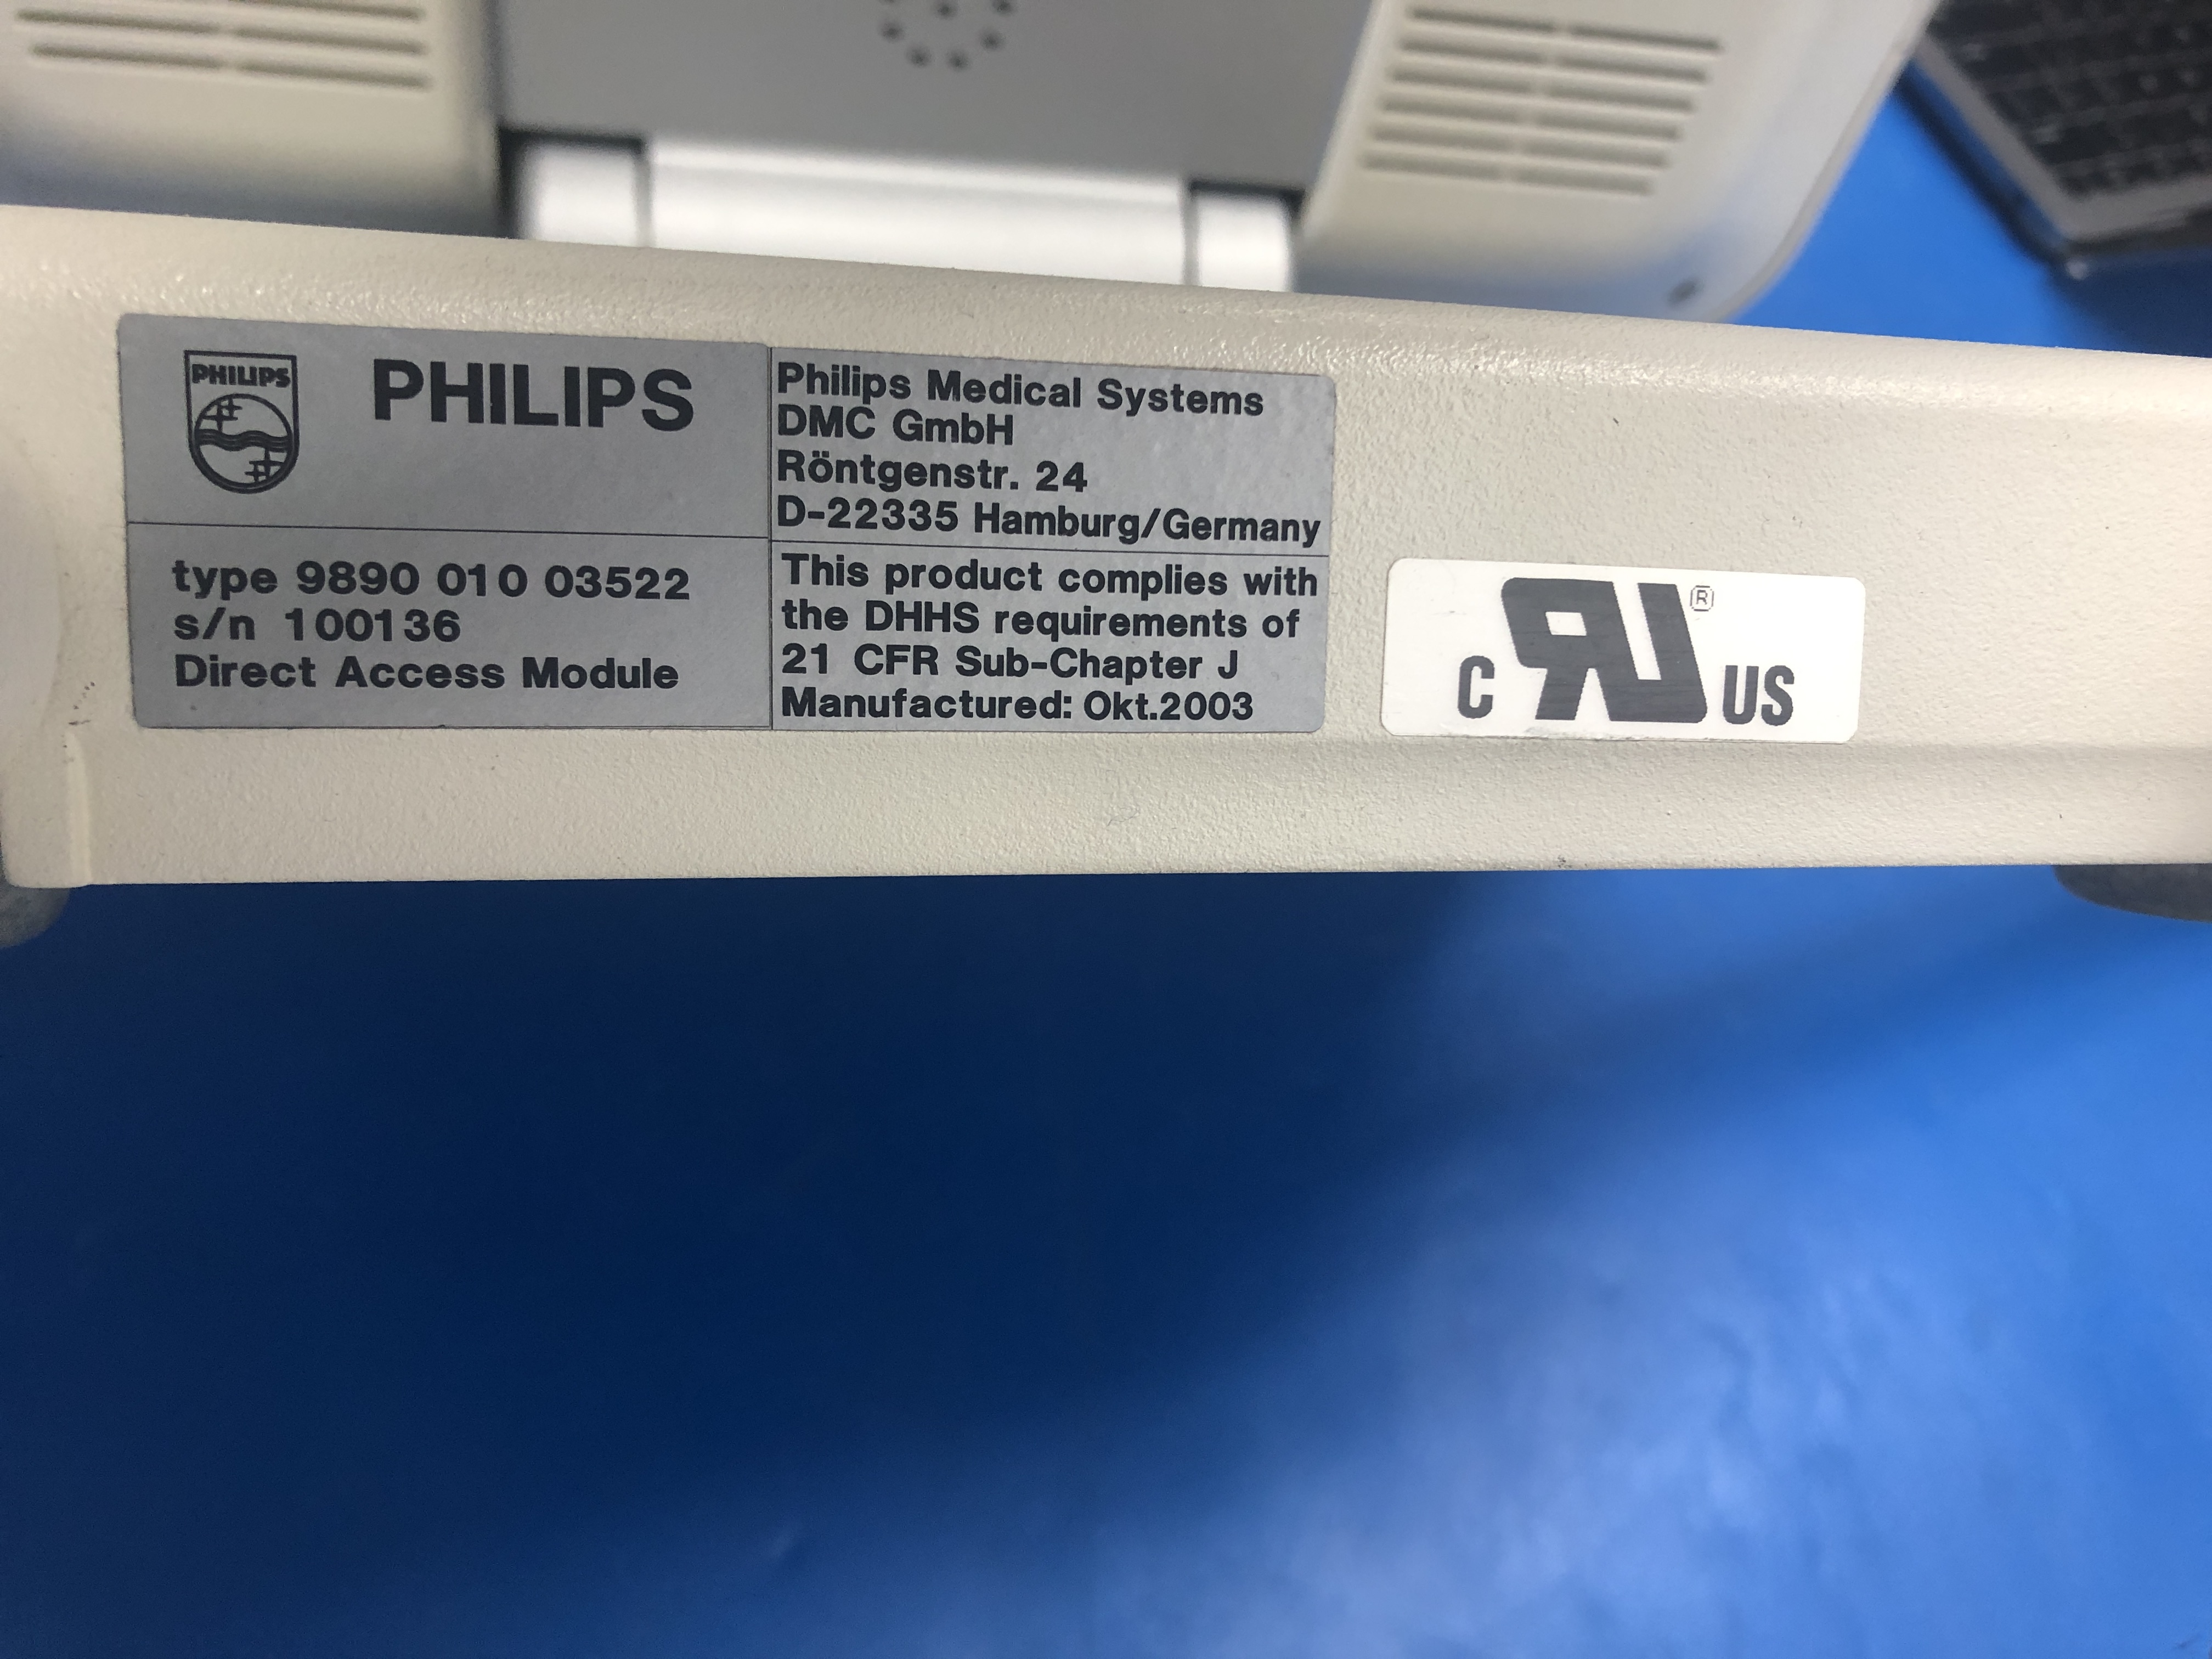 PHILIPS
PHILIPS
type 9890 010 03522
s/n 100136
Direct Access Module
Philips Medical Systems
DMC GmbH
Röntgenstr. 24
D-22335 Hamburg/Germany
This product complies with
the DHHS requirements of
21 CFR Sub-Chapter J
Manufactured: Okt.2003
C RU® US